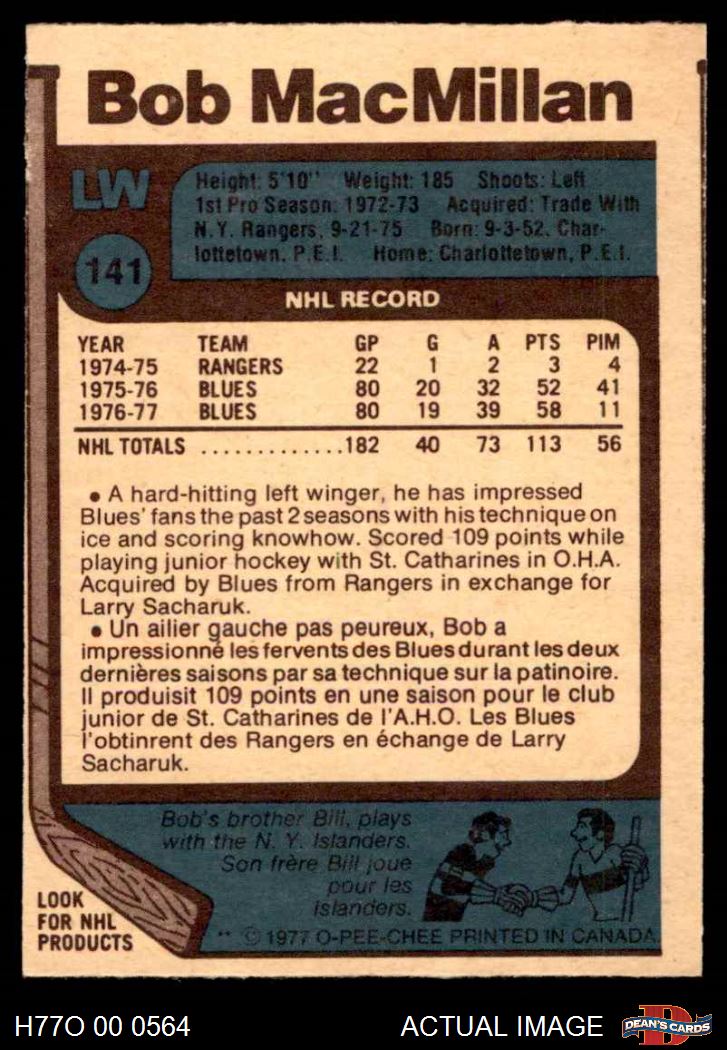 Bob MacMillan
LW
141
Height: 5'10'' Weight: 185 Shoots: Left
1st Pro Season: 1972-73 Acquired: Trade With
N.Y. Rangers, 9-21-75 Born: 9-3-52, Char-
lottetown, P.E.I. Home: Charlottetown, P.E.I.
NHL RECORD
YEAR TEAM GP G A PTS PIM
1974-75 RANGERS 22 1 2 3 4
1975-76 BLUES 80 20 32 52 41
1976-77 BLUES 80 19 39 58 11
NHL TOTALS .............182 40 73 113 56
• A hard-hitting left winger, he has impressed
Blues' fans the past 2 seasons with his technique on
ice and scoring knowhow. Scored 109 points while
playing junior hockey with St. Catharines in O.H.A.
Acquired by Blues from Rangers in exchange for
Larry Sacharuk.
• Un ailier gauche pas peureux, Bob a
impressionné les fervents des Blues durant les deux
dernières saisons par sa technique sur la patinoire.
Il produisit 109 points en une saison pour le club
junior de St. Catharines de l'A.H.O. Les Blues
l'obtinrent des Rangers en échange de Larry
Sacharuk.
Bob's brother Bill, plays
with the N. Y. Islanders.
Son frère Bill joue
pour les
Islanders.
LOOK
FOR NHL
PRODUCTS
** © 1977 O-PEE-CHEE PRINTED IN CANADA
H77O 00 0564
ACTUAL IMAGE
D
DEAN'S CARDS